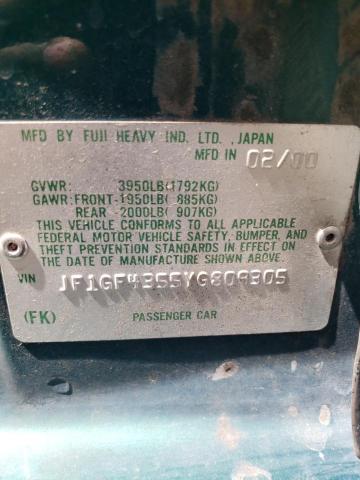 MFD BY FUJI HEAVY IND. LTD., JAPAN
MFD IN 02/00
GVWR: 3950LB(1792KG)
GAWR:FRONT-1950LB( 885KG)
REAR -2000LB( 907KG)
THIS VEHICLE CONFORMS TO ALL APPLICABLE
FEDERAL MOTOR VEHICLE SAFETY, BUMPER, AND
THEFT PREVENTION STANDARDS IN EFFECT ON
THE DATE OF MANUFACTURE SHOWN ABOVE.
VIN JF1GF4355YG809305
(FK) PASSENGER CAR